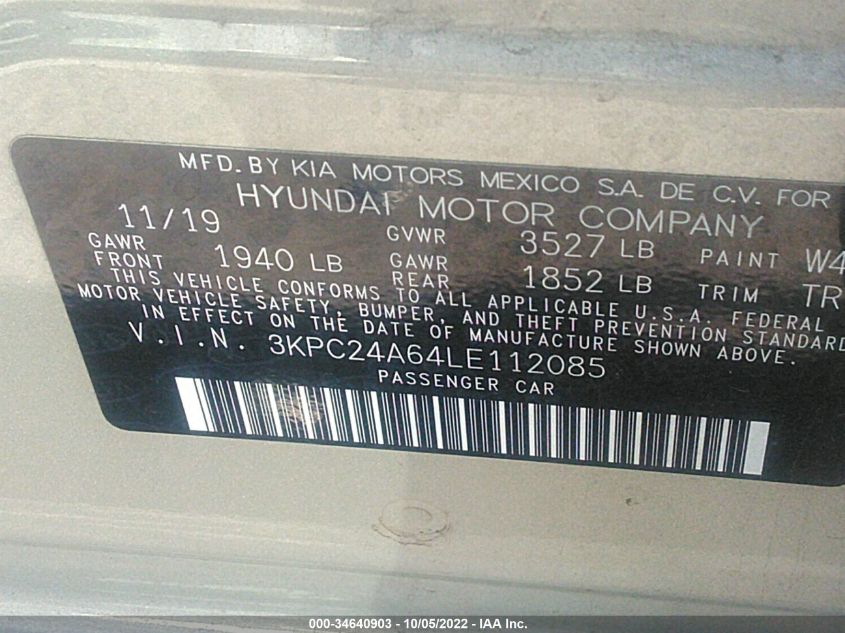 MFD. BY KIA MOTORS MEXICO S.A. DE C.V. FOR
HYUNDAI MOTOR COMPANY
11/19 GVWR 3527 LB PAINT W4
GAWR FRONT 1940 LB GAWR REAR 1852 LB TRIM TR
THIS VEHICLE CONFORMS TO ALL APPLICABLE U.S.A. FEDERAL
MOTOR VEHICLE SAFETY, BUMPER, AND THEFT PREVENTION STANDARD
IN EFFECT ON THE DATE OF MANUFACTURE SHOWN ABOVE.
V.I.N. 3KPC24A64LE112085
PASSENGER CAR
000-34640903 - 10/05/2022 - IAA Inc.